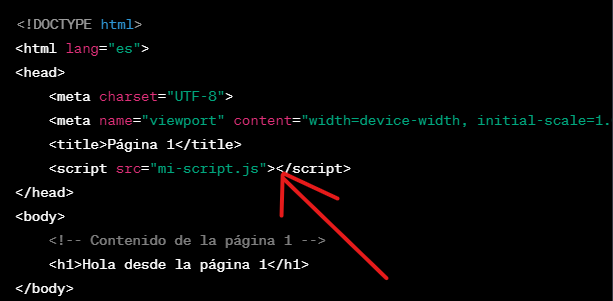 <!DOCTYPE html>
<html lang="es">
<head>
<meta charset="UTF-8">
<meta name="viewport" content="width=device-width, initial-scale=1.
<title>Página 1</title>
<script src="mi-script.js"></script>
</head>
<body>
<!-- Contenido de la página 1 -->
<h1>Hola desde la página 1</h1>
</body>